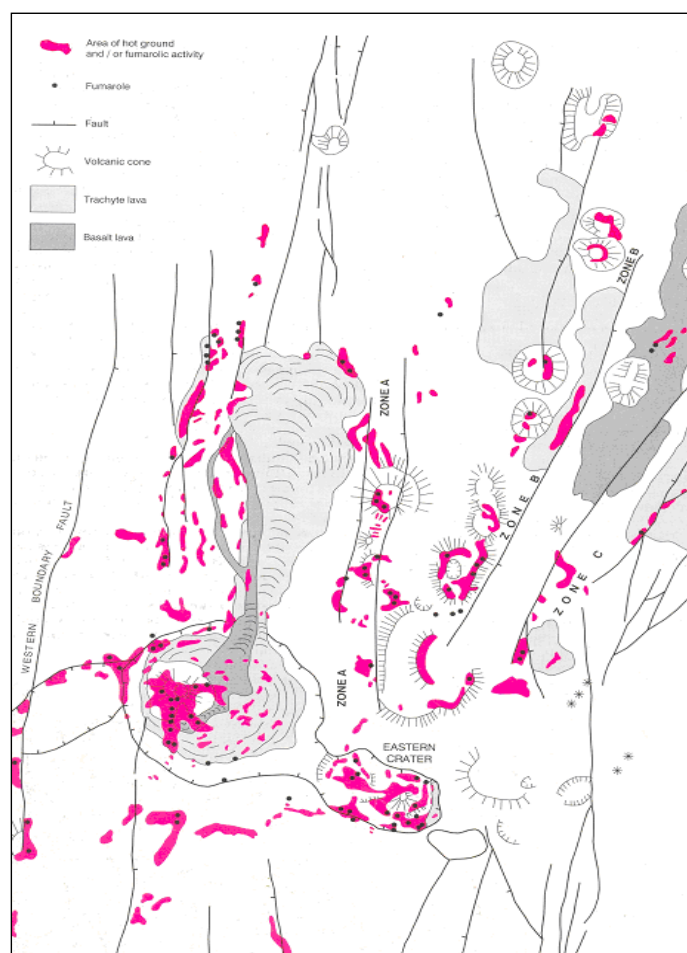 Area of hot ground
and / or fumarolic activity
Fumarole
Fault
Volcanic cone
Trachyte lava
Basalt lava
ZONE B
ZONE A
ZONE B
WESTERN BOUNDARY FAULT
ZONE C
ZONE A
EASTERN
CRATER